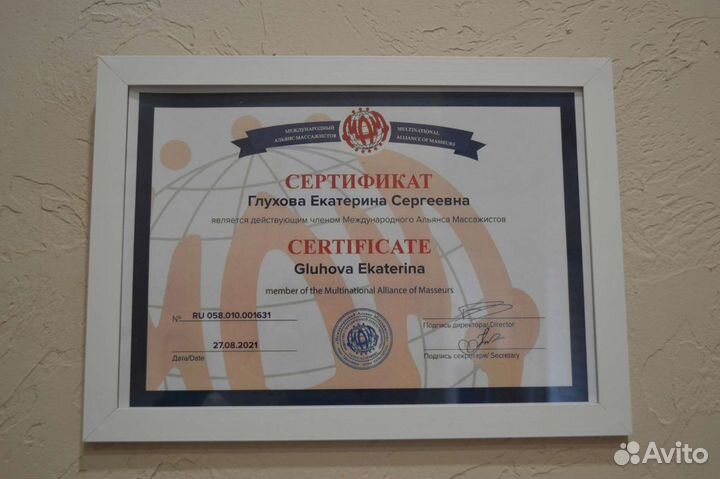 МЕЖДУНАРОДНЫЙ
АЛЬЯНС МАССАЖИСТОВ
MULTINATIONAL
ALLIANCE OF MASSEURS
СЕРТИФИКАТ
Глухова Екатерина Сергеевна
является действующим членом Международного Альянса Массажистов
CERTIFICATE
Gluhova Ekaterina
member of the Multinational Alliance of Masseurs
№ RU 058.010.001631
27.08.2021
Дата/Date
Подпись директора/ Director
Подпись секретаря/ Secretary
Avito